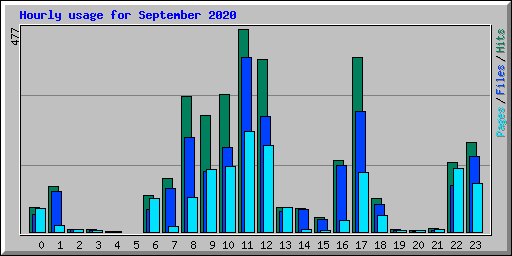 Hourly usage for September 2020
477
Pages/Files/Hits
0 1 2 3 4 5 6 7 8 9 10 11 12 13 14 15 16 17 18 19 20 21 22 23